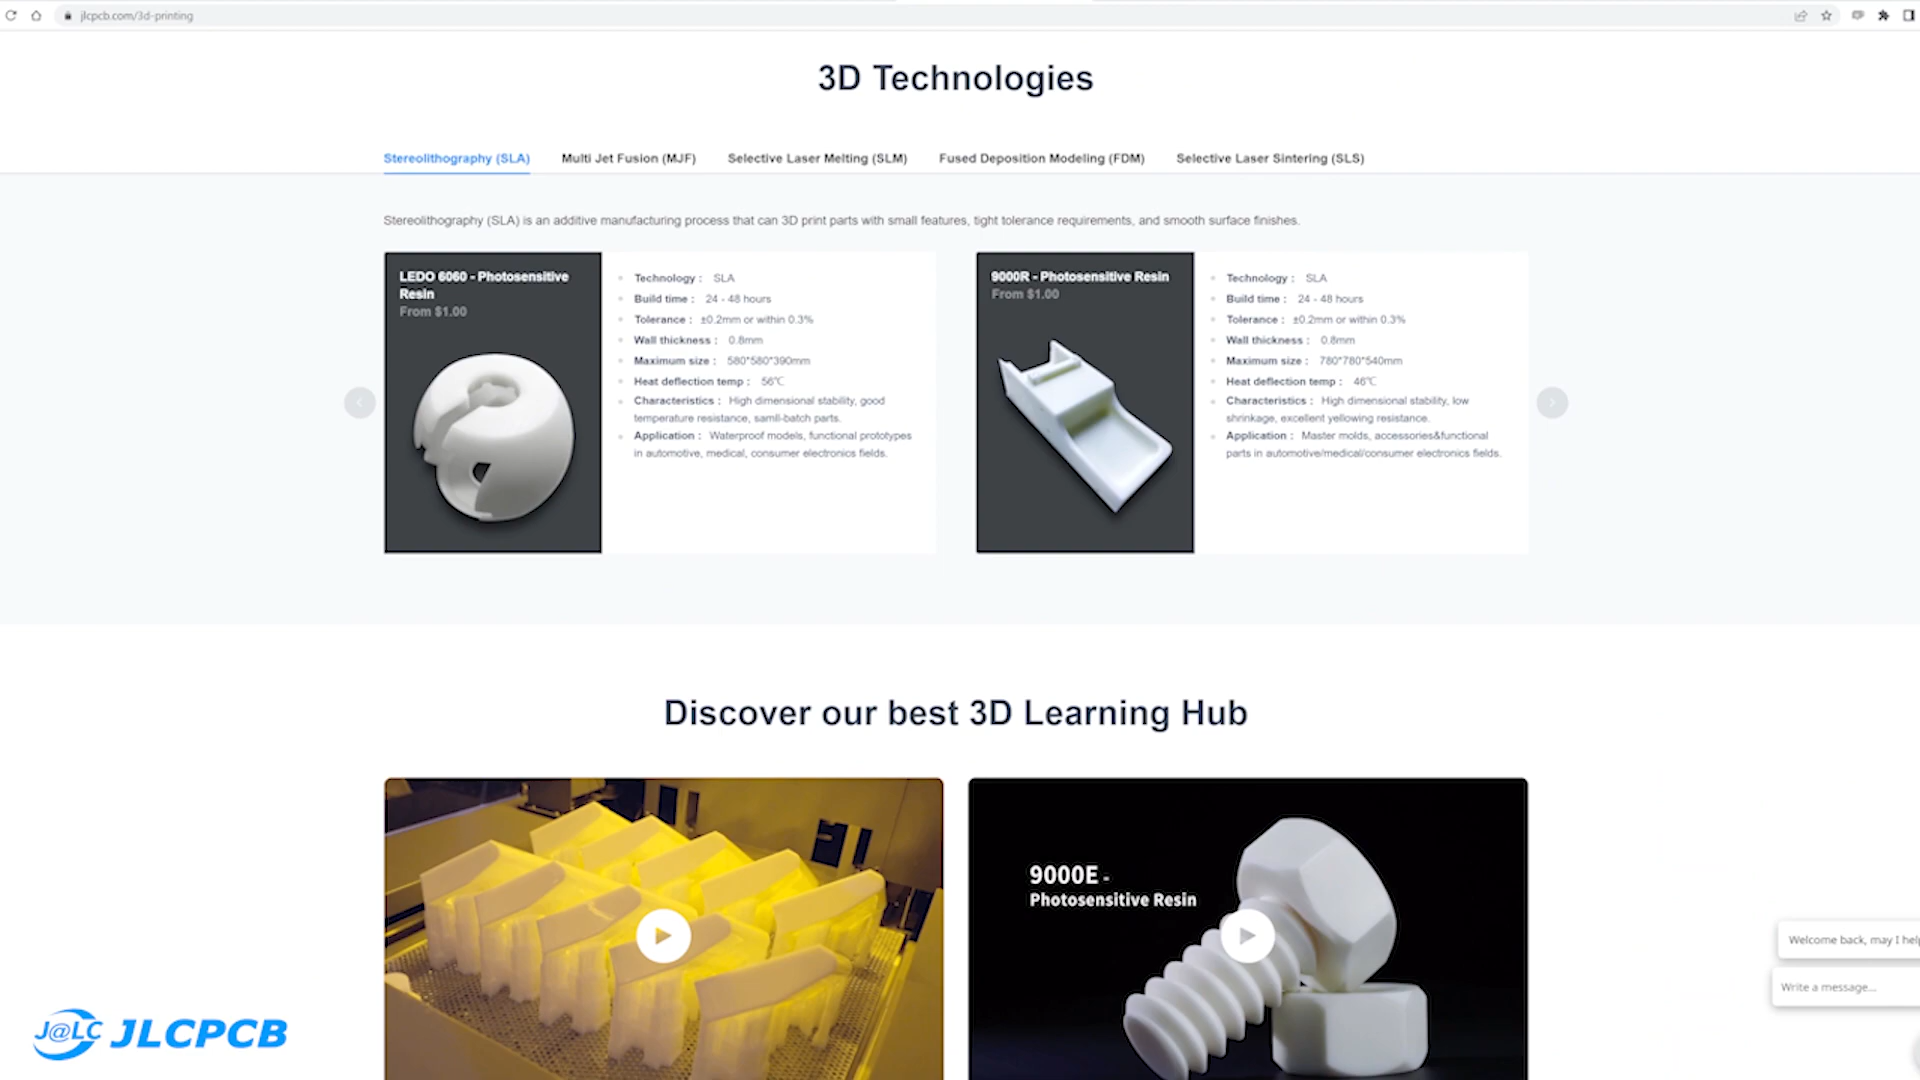 jlcpcb.com/3d-printing
3D Technologies
Stereolithography (SLA)
Multi Jet Fusion (MJF)
Selective Laser Melting (SLM)
Fused Deposition Modeling (FDM)
Selective Laser Sintering (SLS)
Stereolithography (SLA) is an additive manufacturing process that can 3D print parts with small features, tight tolerance requirements, and smooth surface finishes.
LEDO 6060 - Photosensitive
Resin
From $1.00
Technology : SLA
Build time : 24 - 48 hours
Tolerance : ±0.2mm or within 0.3%
Wall thickness : 0.8mm
Maximum size : 580*580*390mm
Heat deflection temp : 56℃
Characteristics : High dimensional stability, good
temperature resistance, samll-batch parts.
Application : Waterproof models, functional prototypes
in automotive, medical, consumer electronics fields.
9000R - Photosensitive Resin
From $1.00
Technology : SLA
Build time : 24 - 48 hours
Tolerance : ±0.2mm or within 0.3%
Wall thickness : 0.8mm
Maximum size : 780*780*540mm
Heat deflection temp : 46℃
Characteristics : High dimensional stability, low
shrinkage, excellent yellowing resistance.
Application : Master molds, accessories&functional
parts in automotive/medical/consumer electronics fields.
Discover our best 3D Learning Hub
9000E -
Photosensitive Resin
Welcome back, may I help
Write a message...
J@LC JLCPCB